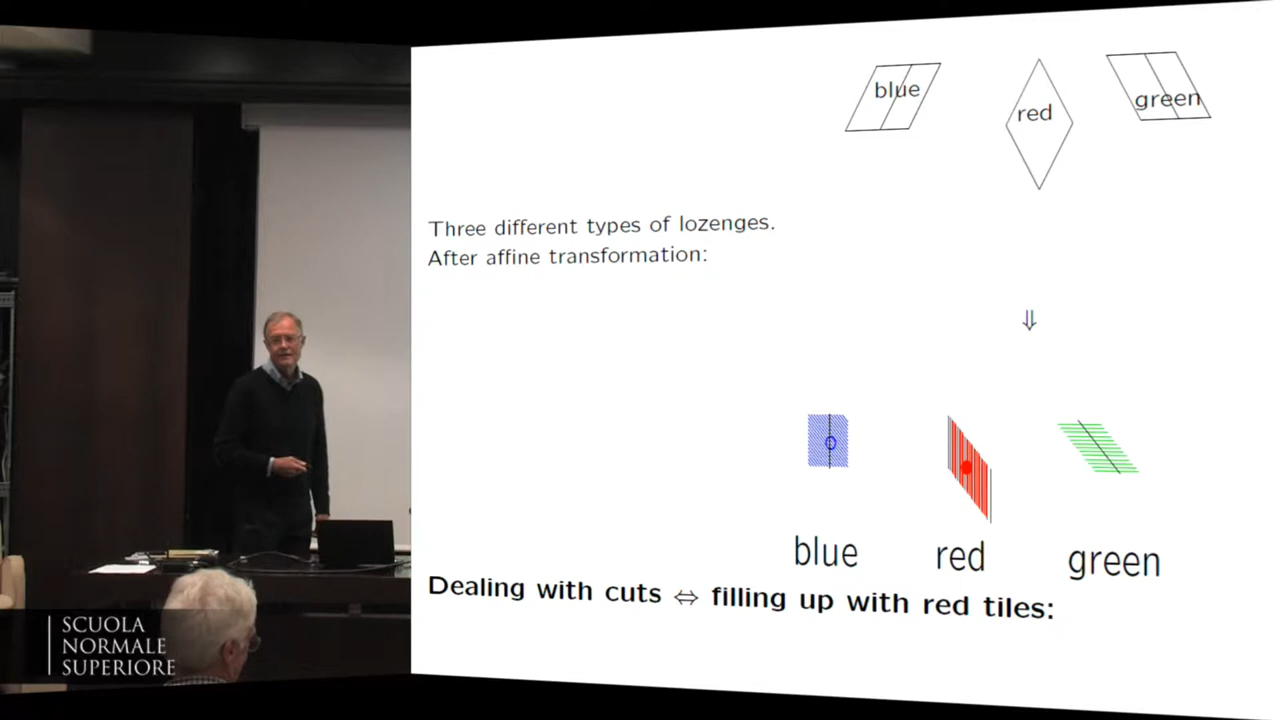 blue
red
green
Three different types of lozenges.
After affine transformation:
⇓
blue
red
green
Dealing with cuts ⇔ filling up with red tiles:
SCUOLA
NORMALE
SUPERIORE